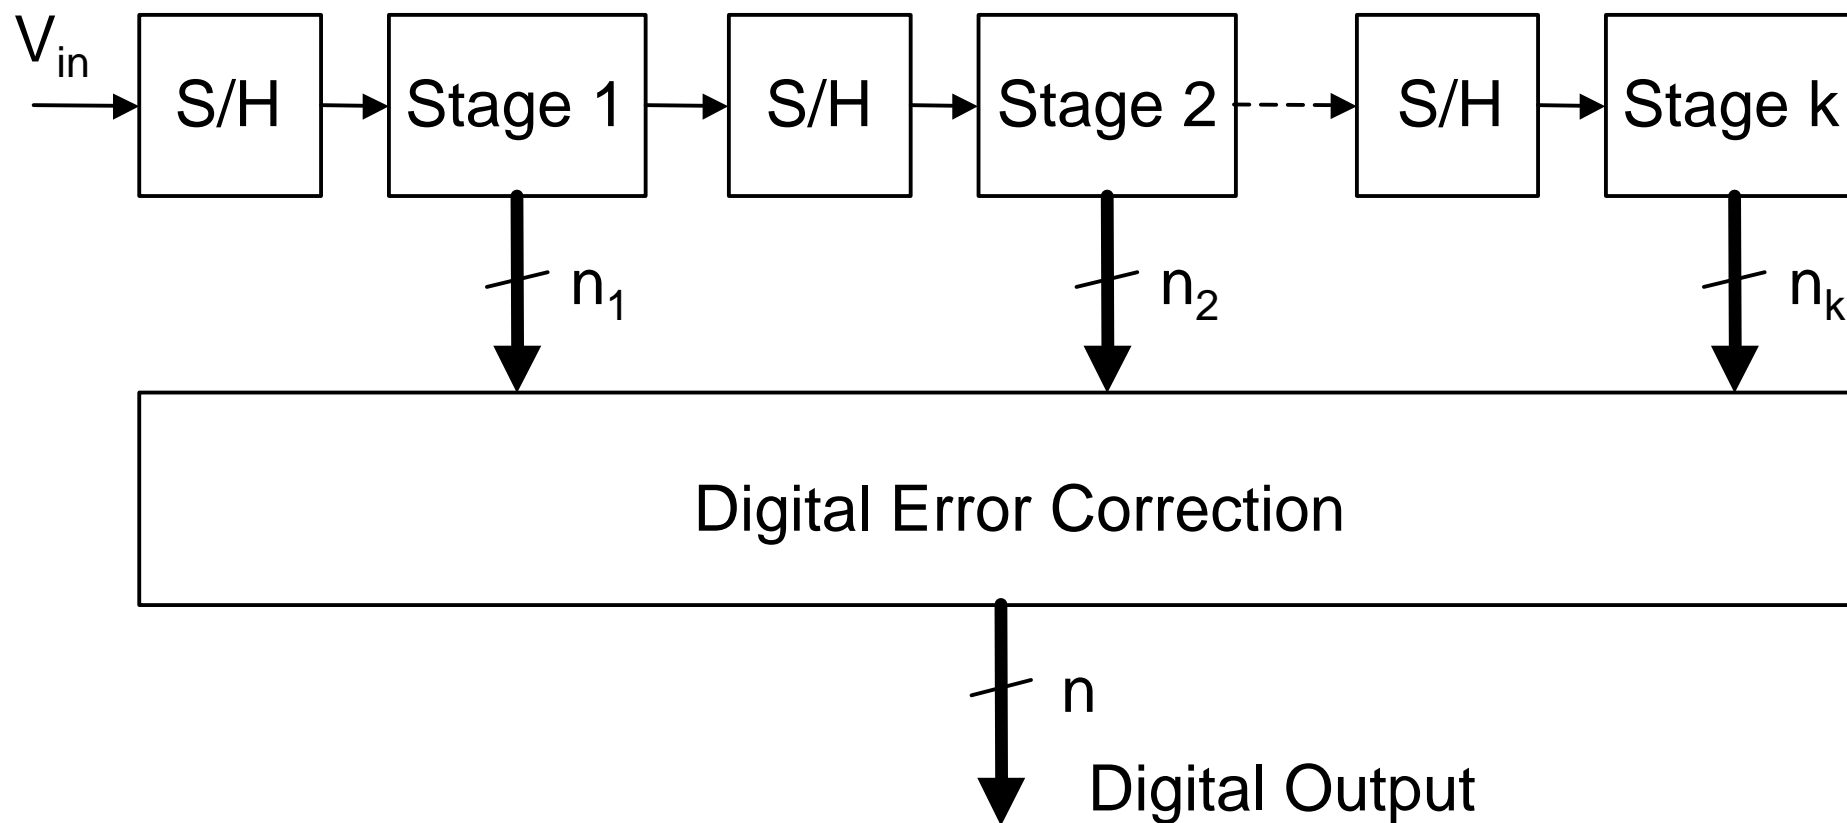 V_in
S/H
Stage 1
S/H
Stage 2
S/H
Stage k
n_1
n_2
n_k
Digital Error Correction
n
Digital Output